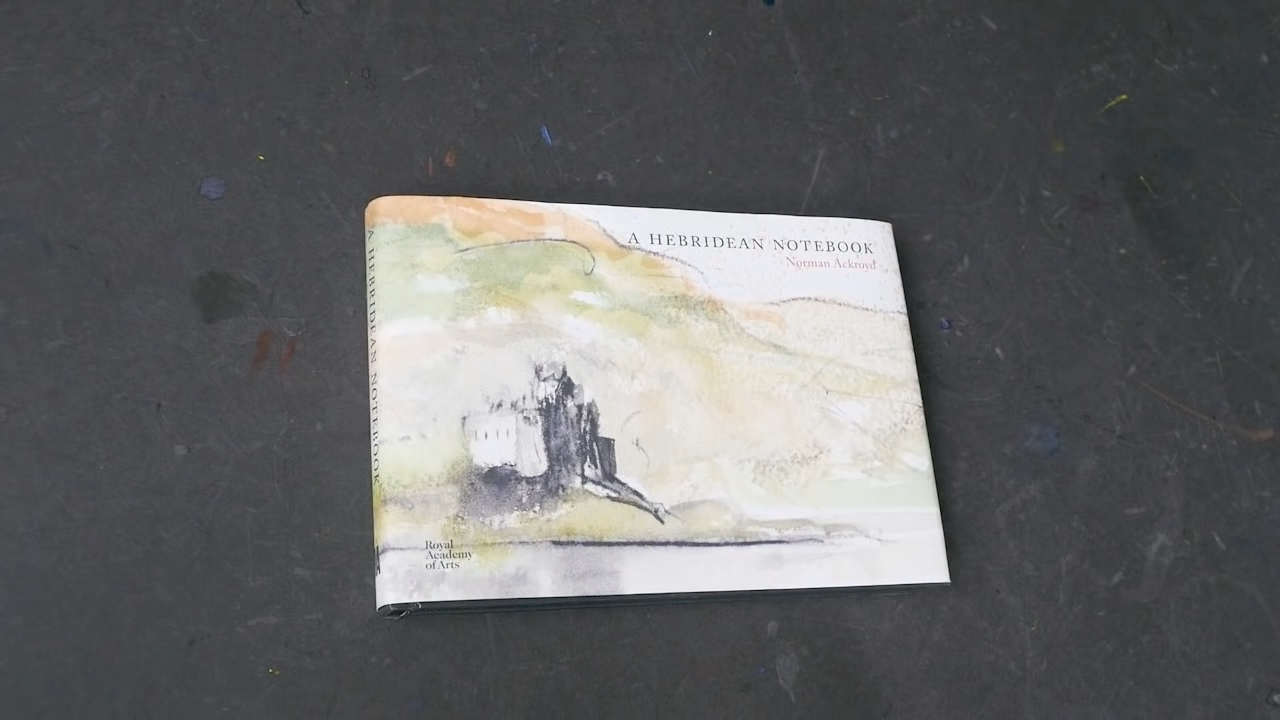 A HEBRIDEAN NOTEBOOK
Norman Ackroyd
A HEBRIDEAN NOTEBOOK
Royal
Academy
of Arts